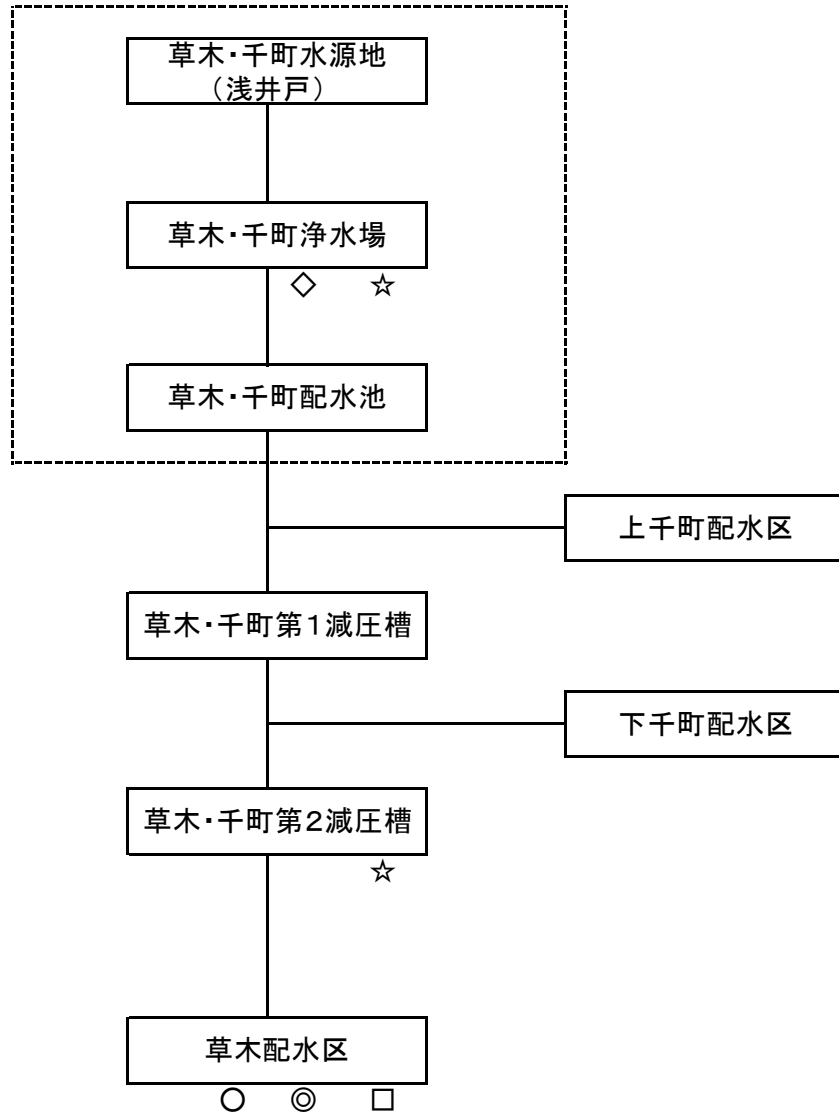 草木・千町水源地
（浅井戸）
草木・千町浄水場
◇ ☆
草木・千町配水池
上千町配水区
草木・千町第１減圧槽
下千町配水区
草木・千町第２減圧槽
☆
草木配水区
○ ◎ □